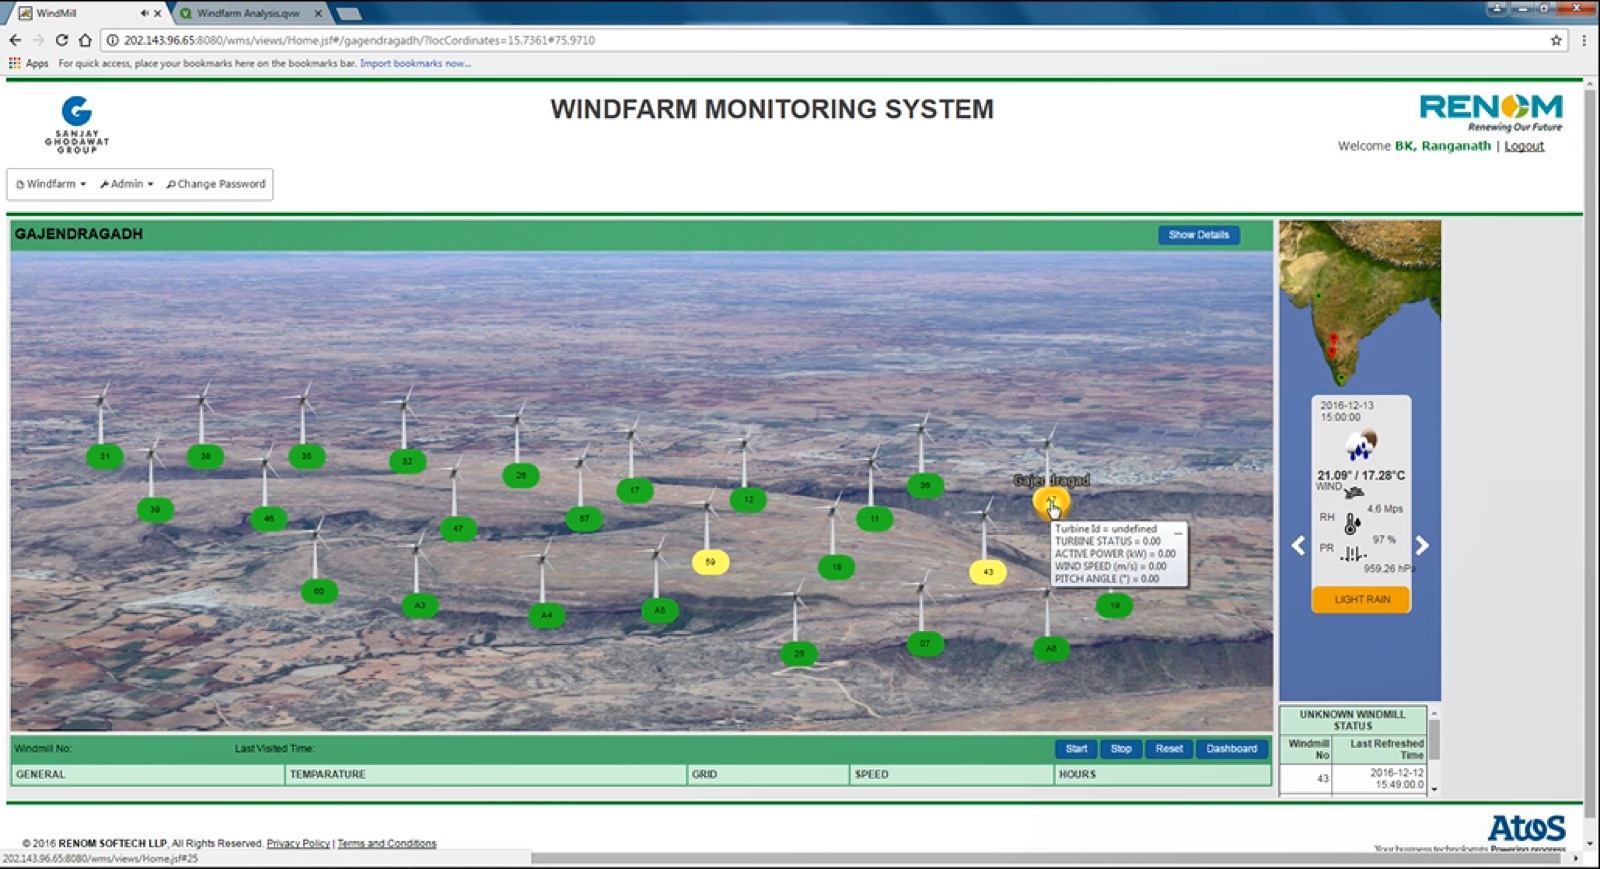 WindMill
Windfarm Analysis.qvw
202.143.96.65:8080/wms/views/Home.jsf#/gagendragadh/?locCordinates=15.7361#75.9710
Apps For quick access, place your bookmarks here on the bookmarks bar. Import bookmarks now...
G
SANJAY
GHODAWAT
GROUP
WINDFARM MONITORING SYSTEM
RENOM
Renewing Our Future
Welcome BK, Ranganath | Logout
Windfarm Admin Change Password
GAJENDRAGADH
Show Details
31
38
35
32
26
17
12
36
Gajendragad
39
46
47
57
11
59
18
43
60
A3
A4
A5
19
25
07
A6
Turbine Id = undefined
TURBINE STATUS = 0.00
ACTIVE POWER (kW) = 0.00
WIND SPEED (m/s) = 0.00
PITCH ANGLE (°) = 0.00
2016-12-13
15:00:00
21.09° / 17.28°C
WIND
4.6 Mps
RH
97 %
PR
959.26 hPa
LIGHT RAIN
UNKNOWN WINDMILL
STATUS
Windmill No Last Refreshed Time
43 2016-12-12 15:49:00.0
Windmill No: Last Visited Time:
Start Stop Reset Dashboard
GENERAL TEMPARATURE GRID SPEED HOURS
© 2016 RENOM SOFTECH LLP, All Rights Reserved. Privacy Policy | Terms and Conditions
Atos
Your business technologists. Powering progress
202.143.96.65:8080/wms/views/Home.jsf#25